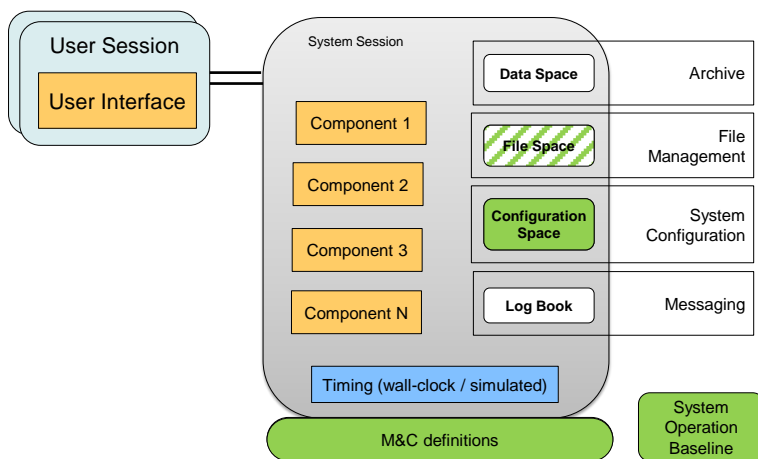 User Session
User Interface
System Session
Component 1
Component 2
Component 3
Component N
Timing (wall-clock / simulated)
M&C definitions
Data Space
Archive
File Space
File
Management
Configuration
Space
System
Configuration
Log Book
Messaging
System
Operation
Baseline